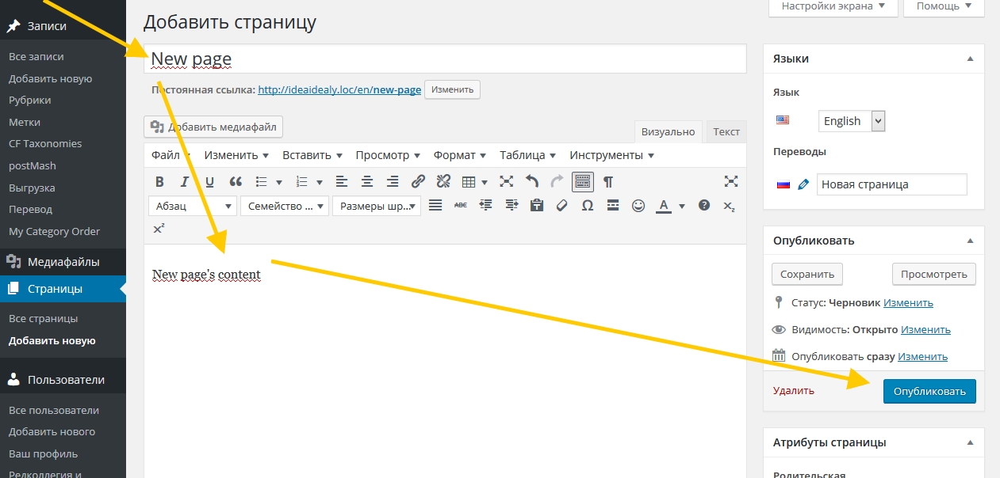 Записи
Все записи
Добавить новую
Рубрики
Метки
CF Taxonomies
postMash
Выгрузка
Перевод
My Category Order
Медиафайлы
Страницы
Все страницы
Добавить новую
Пользователи
Все пользователи
Добавить нового
Ваш профиль
Редколлегия и
Настройки экрана
Помощь
Добавить страницу
New page
Постоянная ссылка: http://ideaidealy.loc/en/new-page Изменить
Добавить медиафайл
Визуально Текст
Файл Изменить Вставить Просмотр Формат Таблица Инструменты
B I U
Абзац Семейство ... Размеры шр... ABC Ω A x₂
x²
New page's content
Языки
Язык
English
Переводы
Новая страница
Опубликовать
Сохранить Просмотреть
Статус: Черновик Изменить
Видимость: Открыто Изменить
Опубликовать сразу Изменить
Удалить Опубликовать
Атрибуты страницы
Родительская